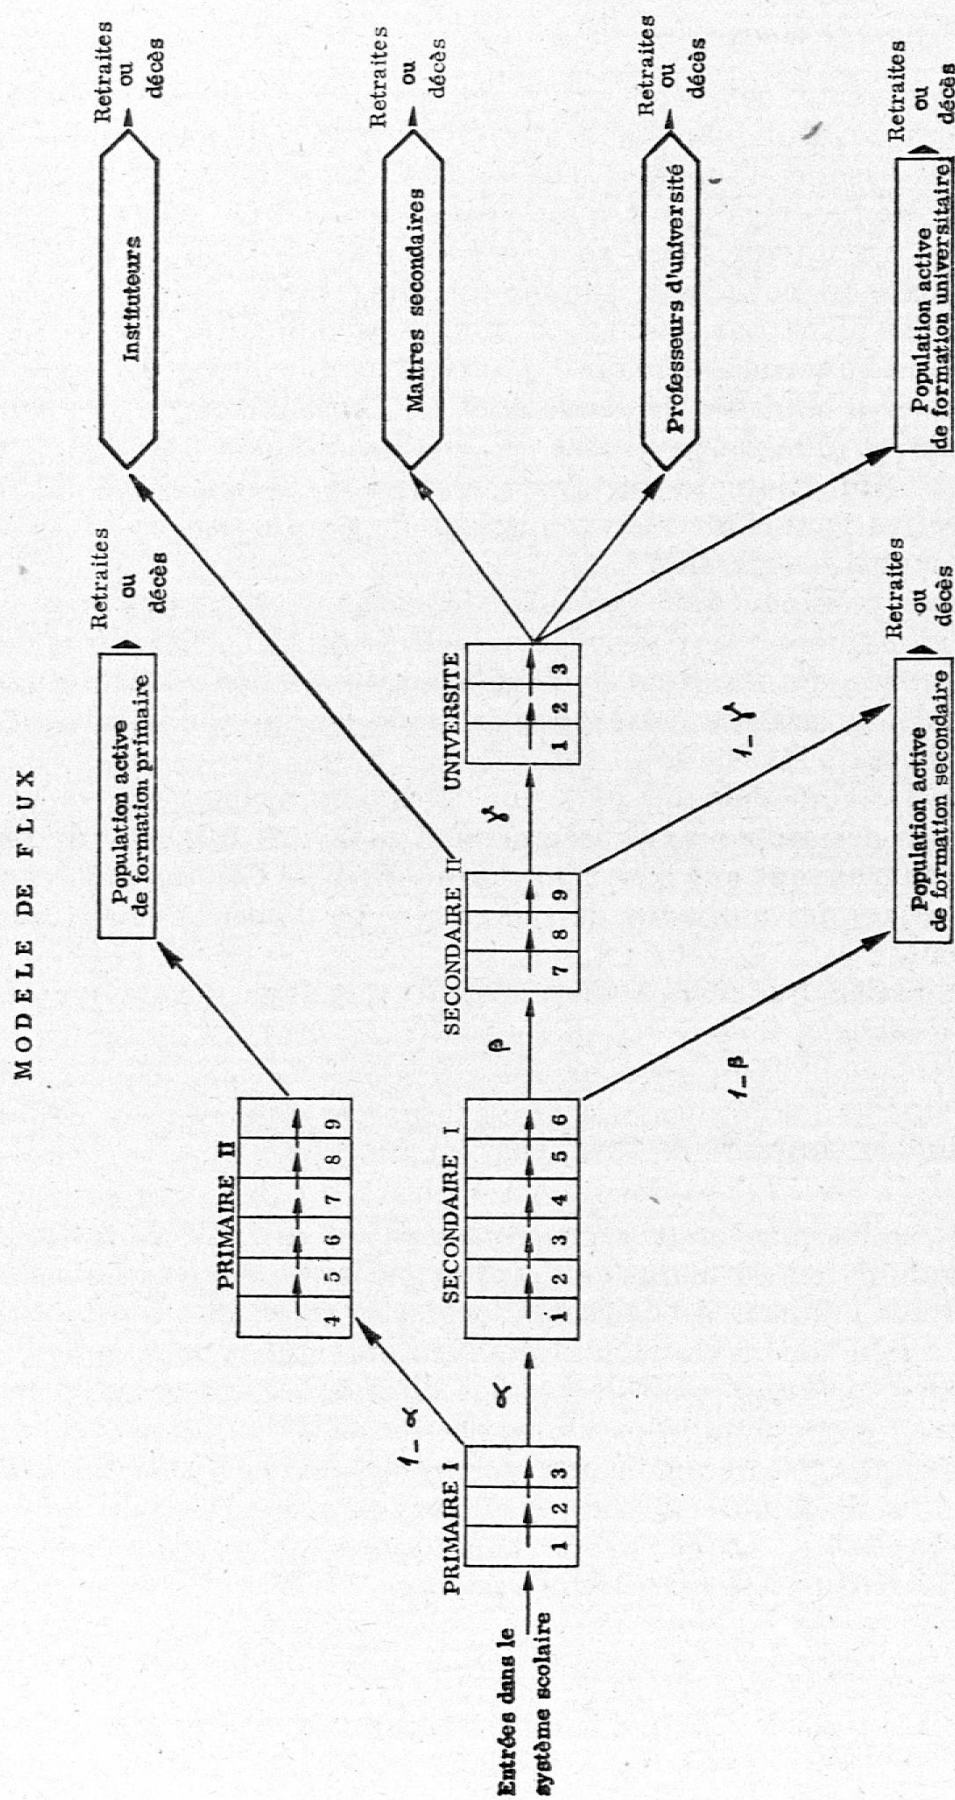 MODELE DE FLUX
Population active
de formation primaire
Retraites
ou
décès
Instituteurs
Retraites
ou
décès
PRIMAIRE II
4 5 6 7 8 9
1_α
Maîtres secondaires
Retraites
ou
décès
PRIMAIRE I
1 2 3
Entrées dans le
système scolaire
α
SECONDAIRE I
1 2 3 4 5 6
β
SECONDAIRE II
7 8 9
γ
UNIVERSITE
1 2 3
Professeurs d'université
Retraites
ou
décès
1_β
1_γ
Population active
de formation secondaire
Retraites
ou
décès
Population active
de formation universitaire
Retraites
ou
décès